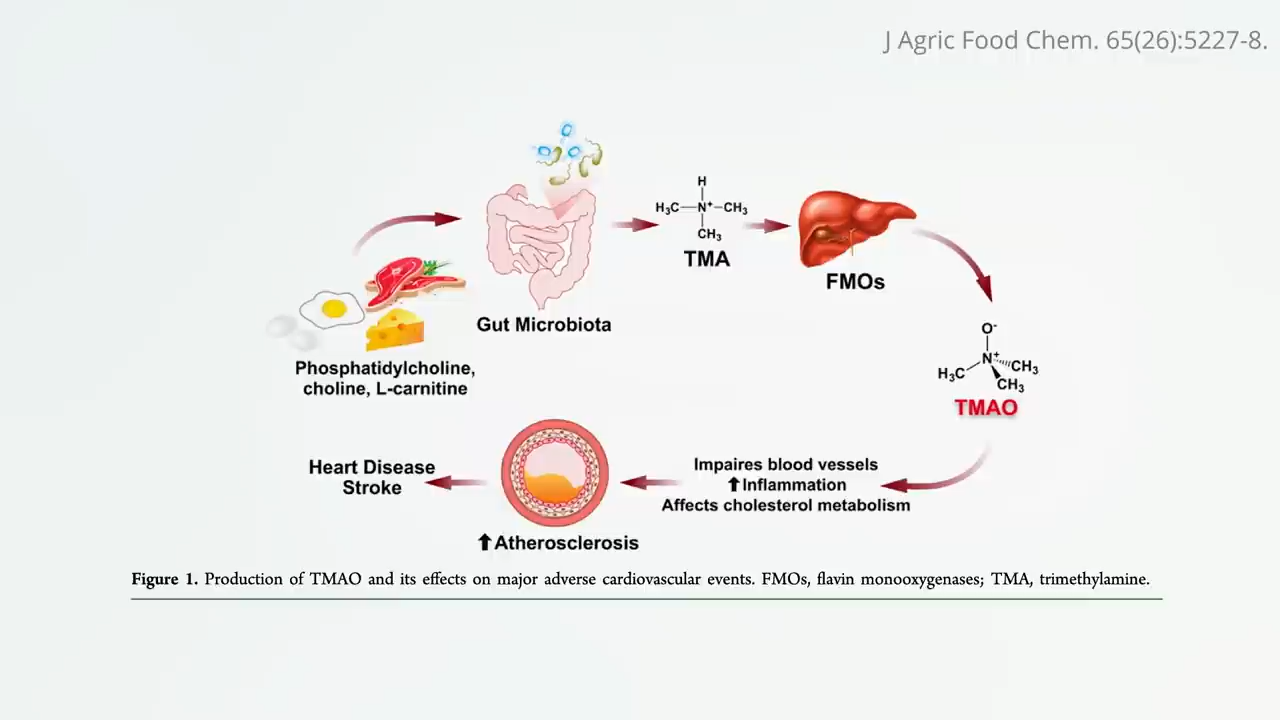 J Agric Food Chem. 65(26):5227-8.
Phosphatidylcholine,
choline, L-carnitine
Gut Microbiota
H
H₃C—N⁺—CH₃
CH₃
TMA
FMOs
O⁻
N⁺
H₃C
CH₃
CH₃
TMAO
Impaires blood vessels
⬆Inflammation
Affects cholesterol metabolism
⬆Atherosclerosis
Heart Disease
Stroke
Figure 1. Production of TMAO and its effects on major adverse cardiovascular events. FMOs, flavin monooxygenases; TMA, trimethylamine.